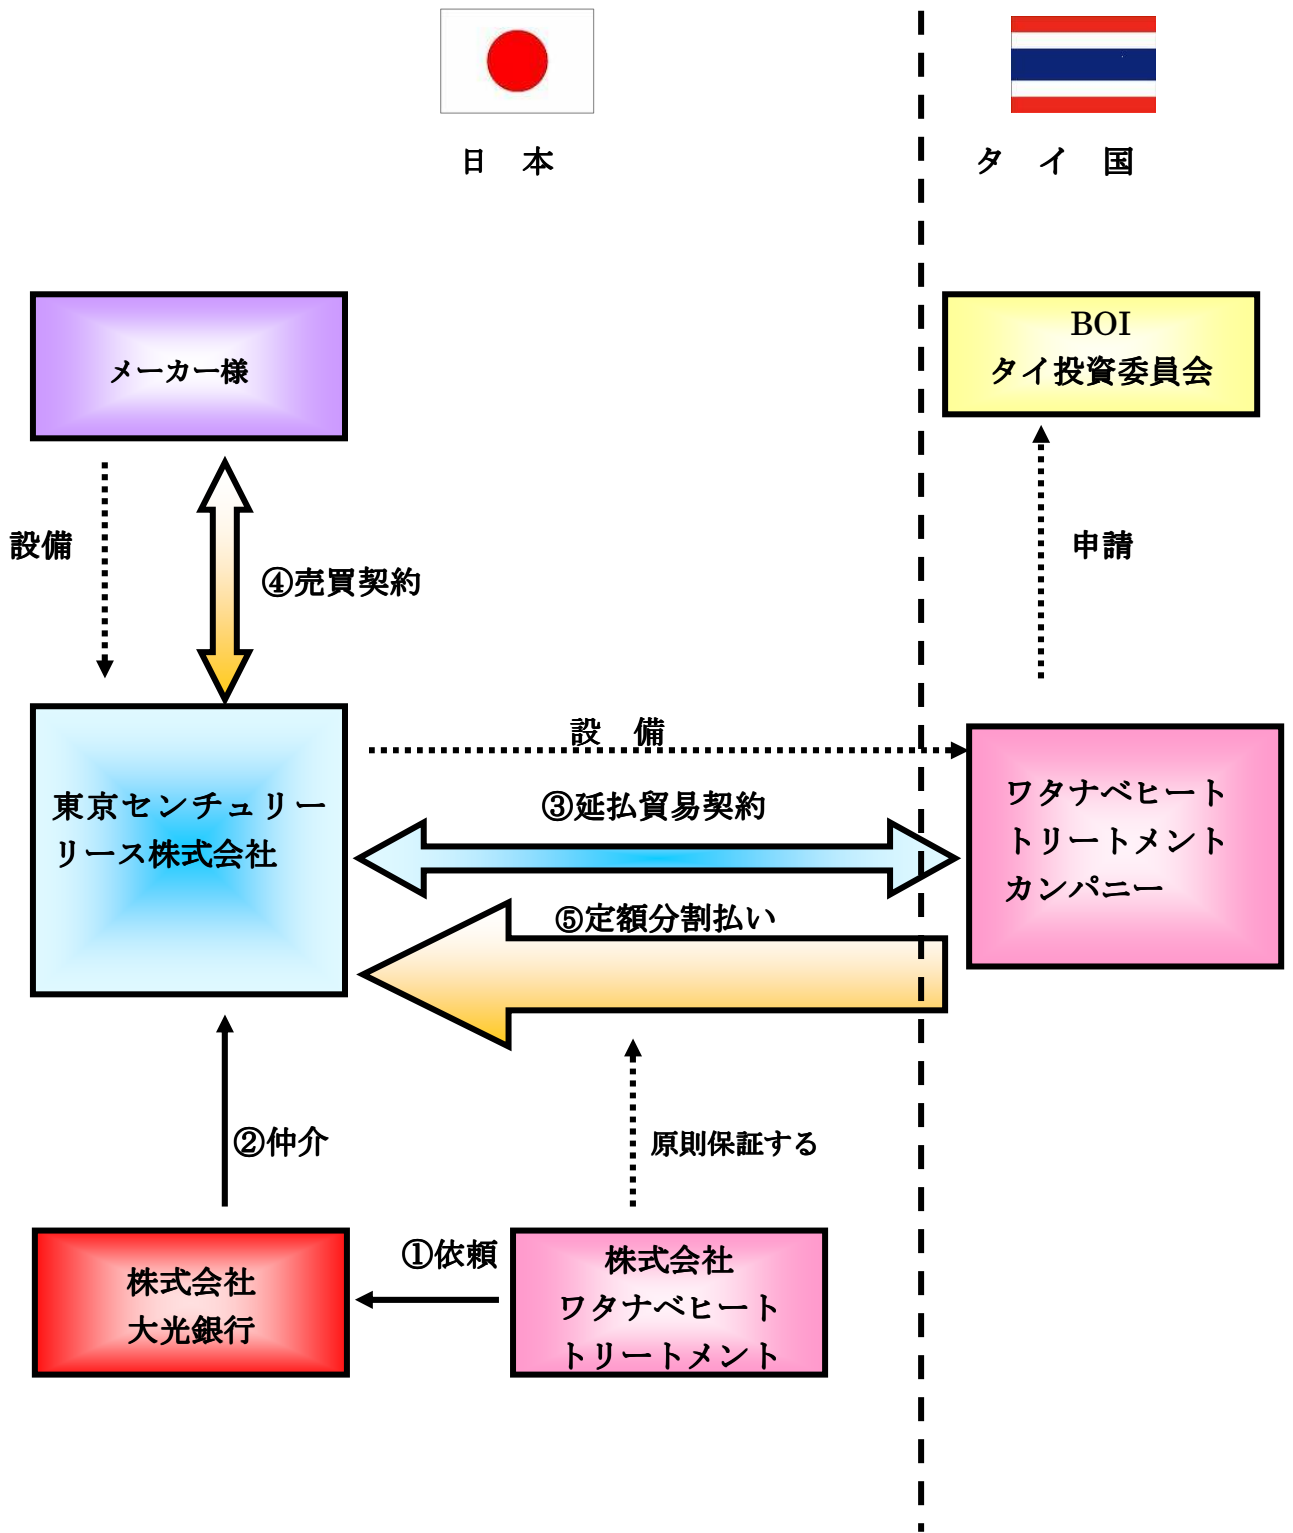 日　本
タ　イ　国
メーカー様
BOI
タイ投資委員会
設備
④売買契約
申請
設　備
東京センチュリー
リース株式会社
③延払貿易契約
ワタナベヒート
トリートメント
カンパニー
⑤定額分割払い
②仲介
原則保証する
①依頼
株式会社
大光銀行
株式会社
ワタナベヒート
トリートメント